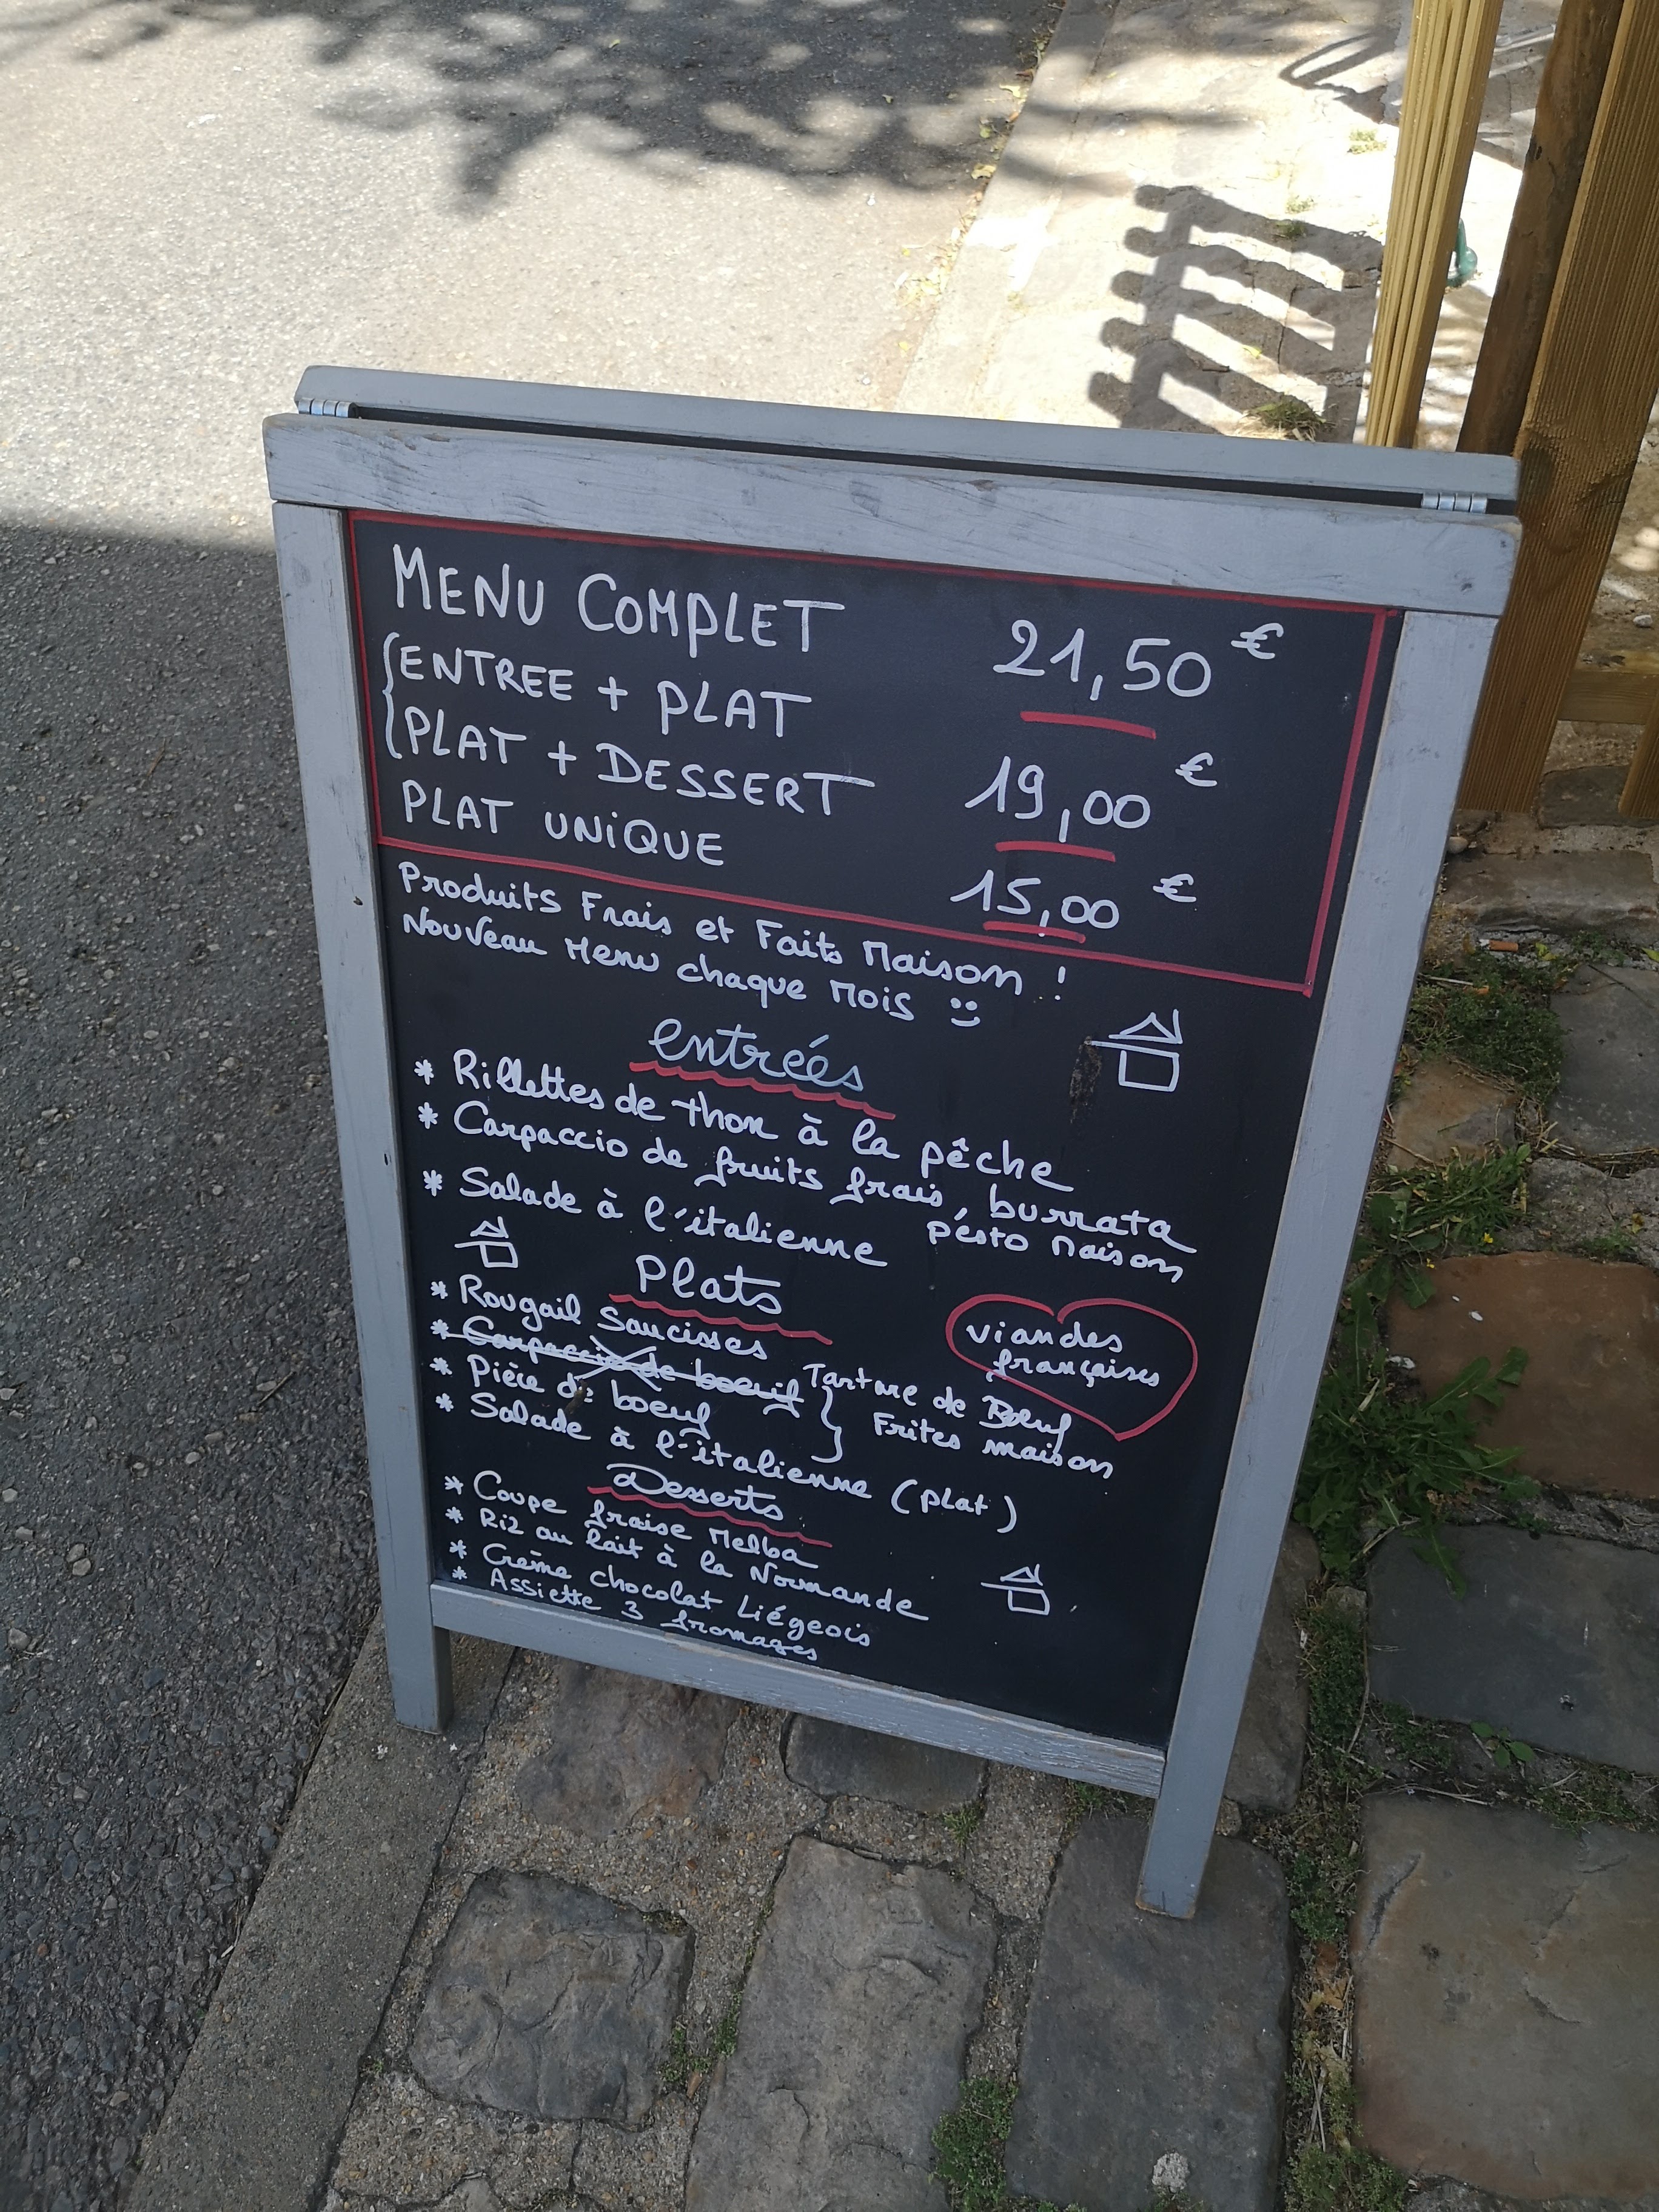 MENU COMPLET 21,50 €
ENTREE + PLAT
PLAT + DESSERT 19,00 €
PLAT UNIQUE 15,00 €
Produits Frais et Faits Maison !
Nouveau Menu chaque Mois
entrées
* Rillettes de thon à la pêche
* Carpaccio de fruits frais, burrata
pésto Maison
* Salade à l'italienne
Plats
viandes
françaises
* Rougail Saucisses
* Carpaccio de boeuf Tartare de Boeuf
* Pièce de boeuf } Frites maison
* Salade à l'italienne (plat)
Desserts
* Coupe fraise Melba
* Riz au lait à la Normande
* Crème chocolat Liégeois
* Assiette 3 fromages